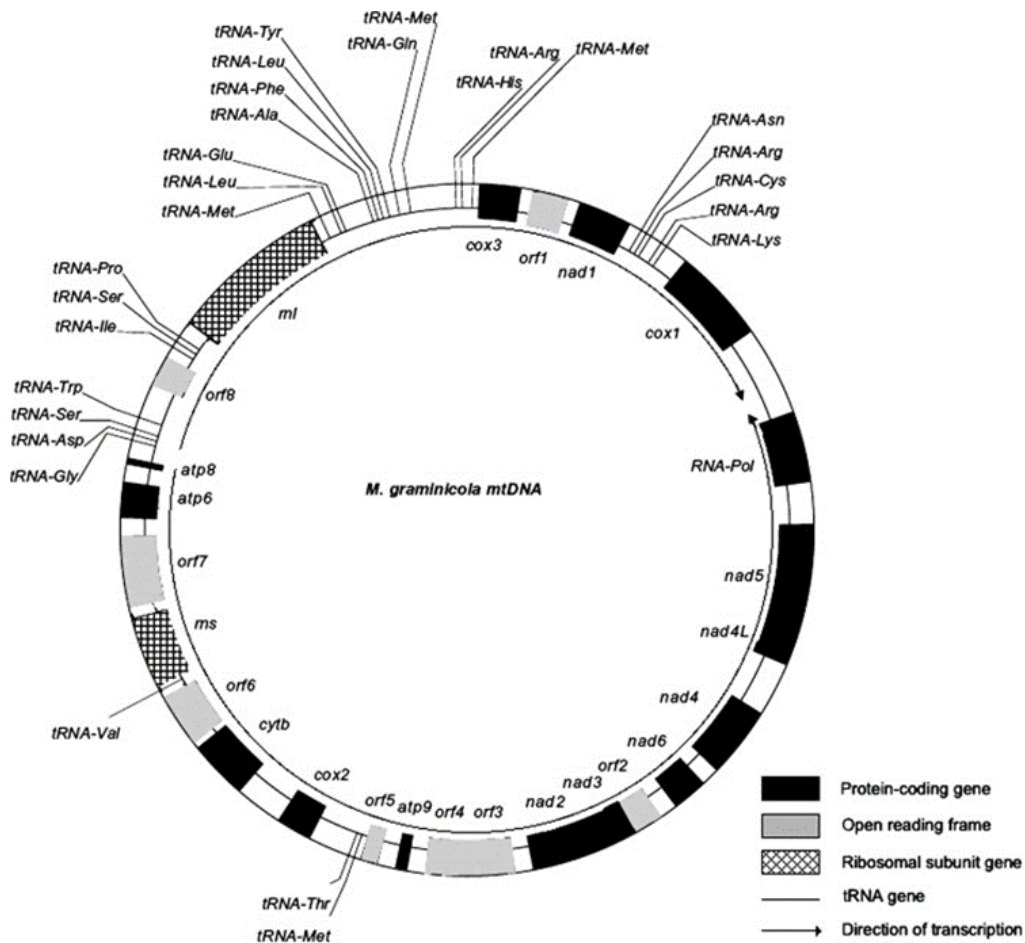 tRNA-Met
tRNA-Gln
tRNA-Tyr
tRNA-Leu
tRNA-Phe
tRNA-Ala
tRNA-Glu
tRNA-Leu
tRNA-Met
tRNA-Arg
tRNA-Met
tRNA-His
tRNA-Asn
tRNA-Arg
tRNA-Cys
tRNA-Arg
tRNA-Lys
cox3
orf1
nad1
cox1
RNA-Pol
nad5
nad4L
nad4
nad6
orf2
nad3
nad2
orf3
orf4
atp9
orf5
cox2
cytb
orf6
rns
orf7
atp6
atp8
orf8
rnl
tRNA-Pro
tRNA-Ser
tRNA-Ile
tRNA-Trp
tRNA-Ser
tRNA-Asp
tRNA-Gly
tRNA-Val
tRNA-Thr
tRNA-Met
M. graminicola mtDNA
Protein-coding gene
Open reading frame
Ribosomal subunit gene
tRNA gene
Direction of transcription